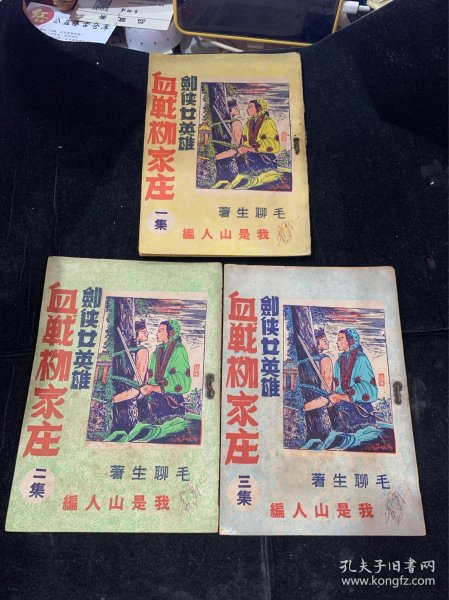 劍俠女英雄
血戰柳家庄
一集
毛聊生著
我是山人編
劍俠女英雄
血戰柳家庄
二集
毛聊生著
我是山人編
劍俠女英雄
血戰柳家庄
三集
毛聊生著
我是山人編
孔夫子旧书网
www.kongfz.com